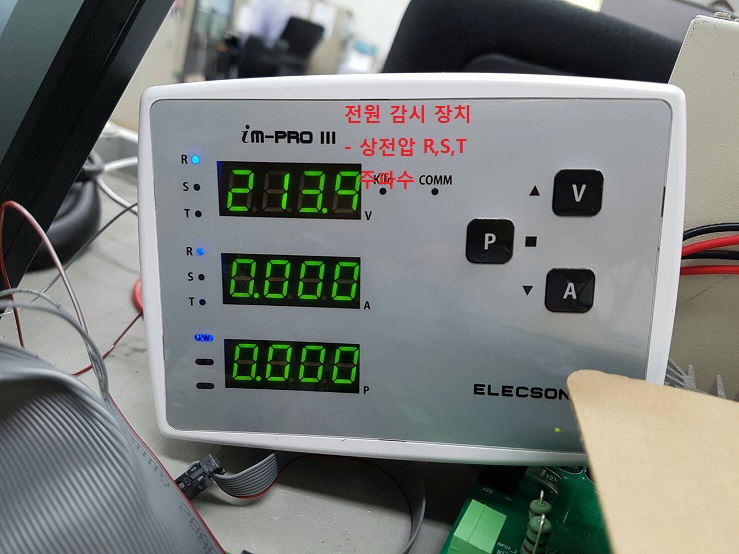 전원 감시 장치
im-PRO III
- 상전압 R,S,T
주파수
R
COMM
S
T
213.9
V
V
P
R
S
T
0.000
A
A
kW
0.000
P
ELECSON